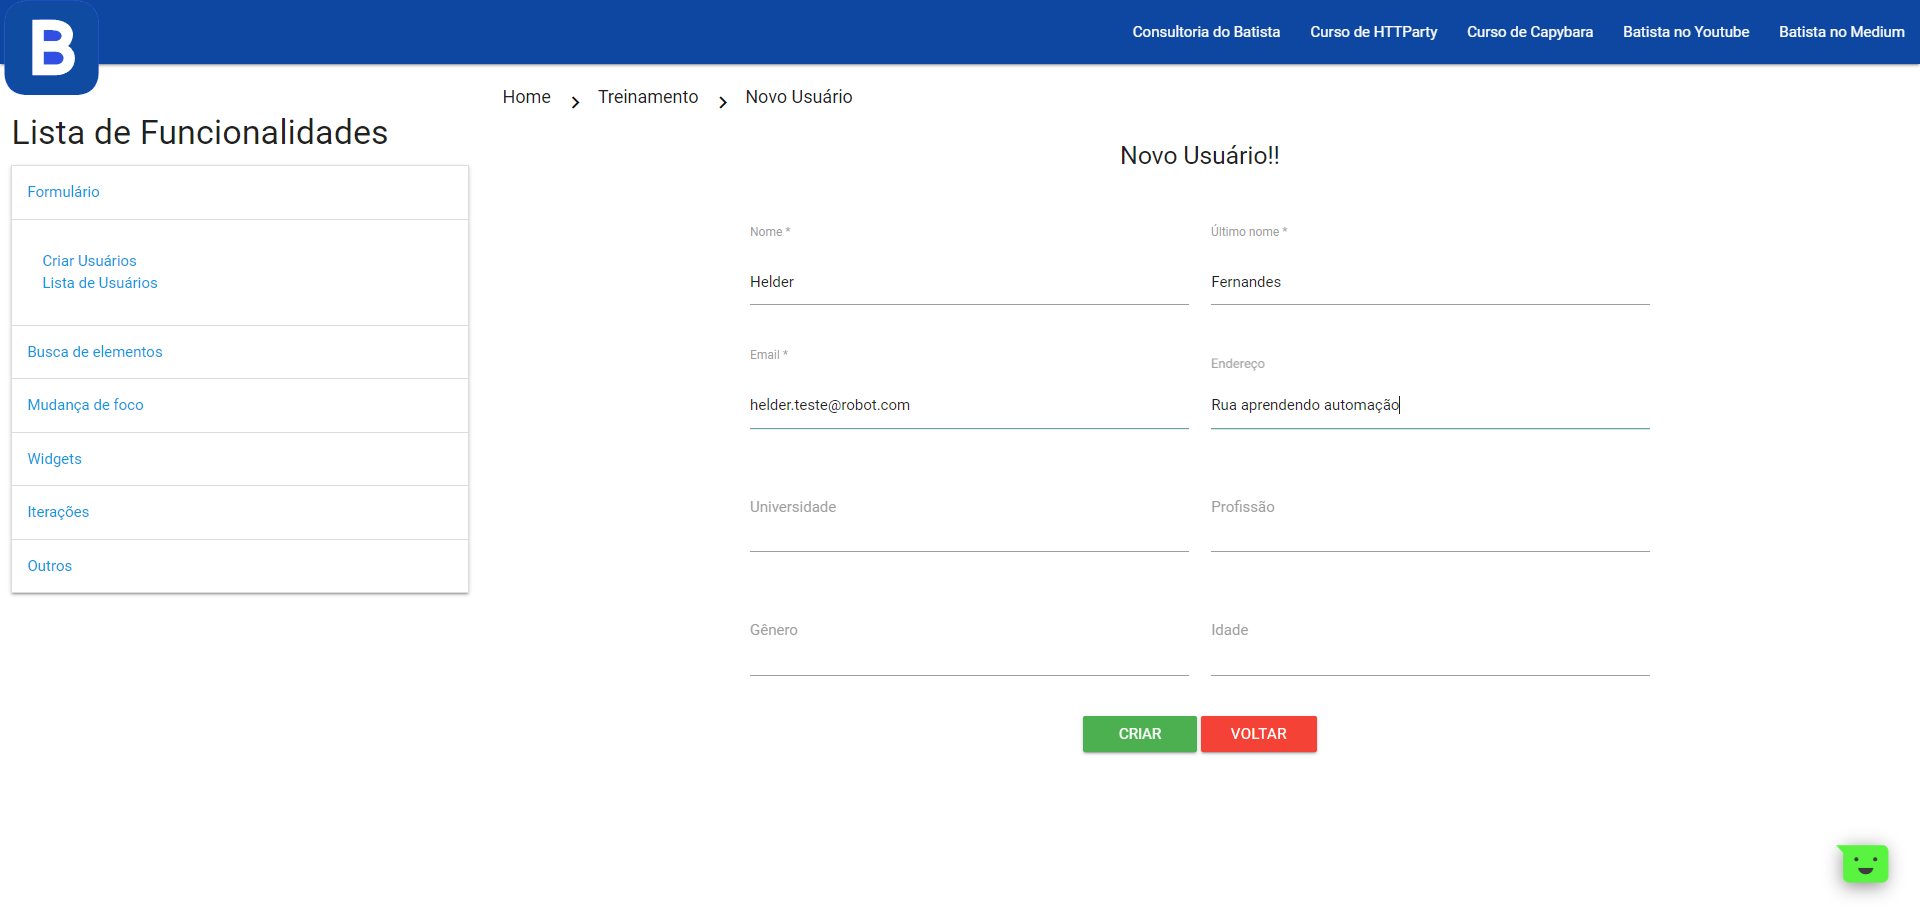 B
Consultoria do Batista
Curso de HTTParty
Curso de Capybara
Batista no Youtube
Batista no Medium
Home
Treinamento
Novo Usuário
Lista de Funcionalidades
Formulário
Criar Usuários
Lista de Usuários
Busca de elementos
Mudança de foco
Widgets
Iterações
Outros
Novo Usuário!!
Nome *
Helder
Último nome *
Fernandes
Email *
helder.teste@robot.com
Endereço
Rua aprendendo automação
Universidade
Profissão
Gênero
Idade
CRIAR
VOLTAR